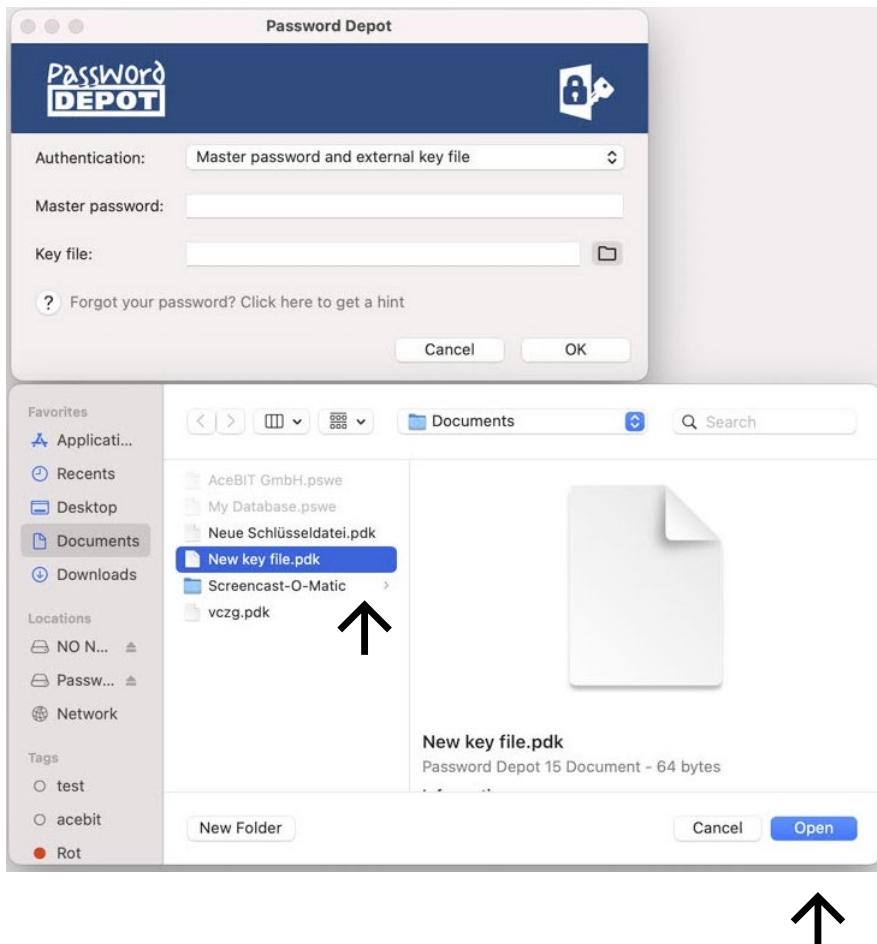 Password Depot
Password
DEPOT
Authentication: Master password and external key file
Master password:
Key file:
? Forgot your password? Click here to get a hint
Cancel OK
Favorites
Applicati...
Recents
Desktop
Documents
Downloads
Locations
NO N...
Passw...
Network
Tags
test
acebit
Rot
Documents
Search
AceBIT GmbH.pswe
My Database.pswe
Neue Schlüsseldatei.pdk
New key file.pdk
Screencast-O-Matic
vczg.pdk
New key file.pdk
Password Depot 15 Document - 64 bytes
New Folder
Cancel Open